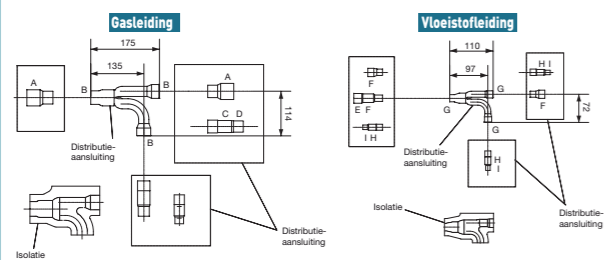 Gasleiding
175
135
A
B
B
A
C D
114
B
Distributie-
aansluiting
Isolatie
Distributie-
aansluiting
Vloeistofleiding
110
97
F
E F
I H
G
G
G
H I
F
72
Distributie-
aansluiting
H
I
Isolatie
Distributie-
aansluiting